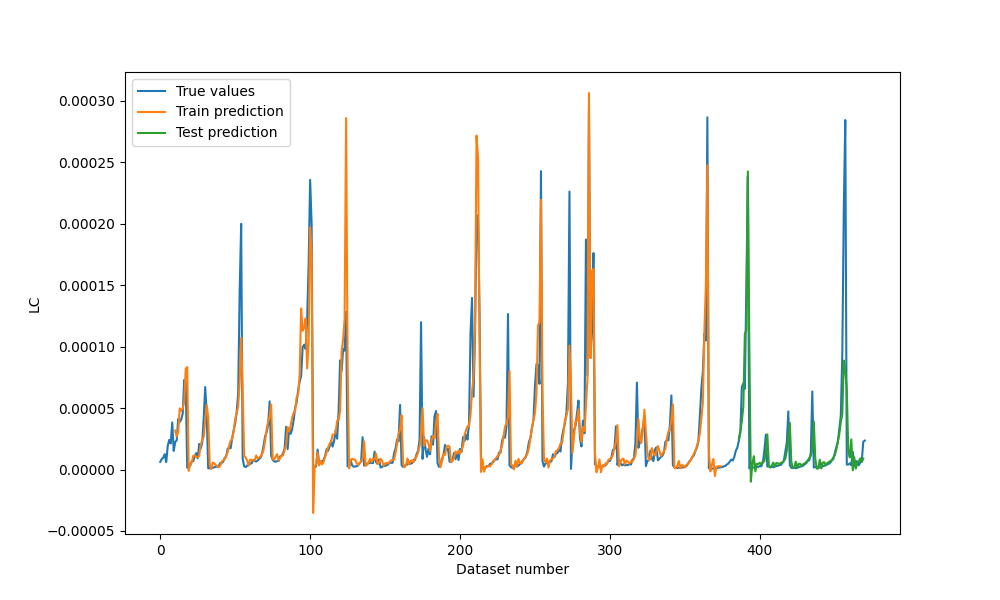 True values
Train prediction
Test prediction
0.00030
0.00025
0.00020
0.00015
0.00010
0.00005
0.00000
−0.00005
LC
0 100 200 300 400
Dataset number